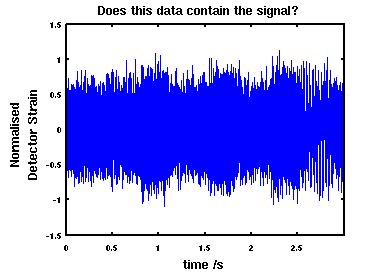 Does this data contain the signal?
1.5
1
0.5
0
-0.5
-1
-1.5
Normalised
Detector Strain
0 0.5 1 1.5 2 2.5
time /s